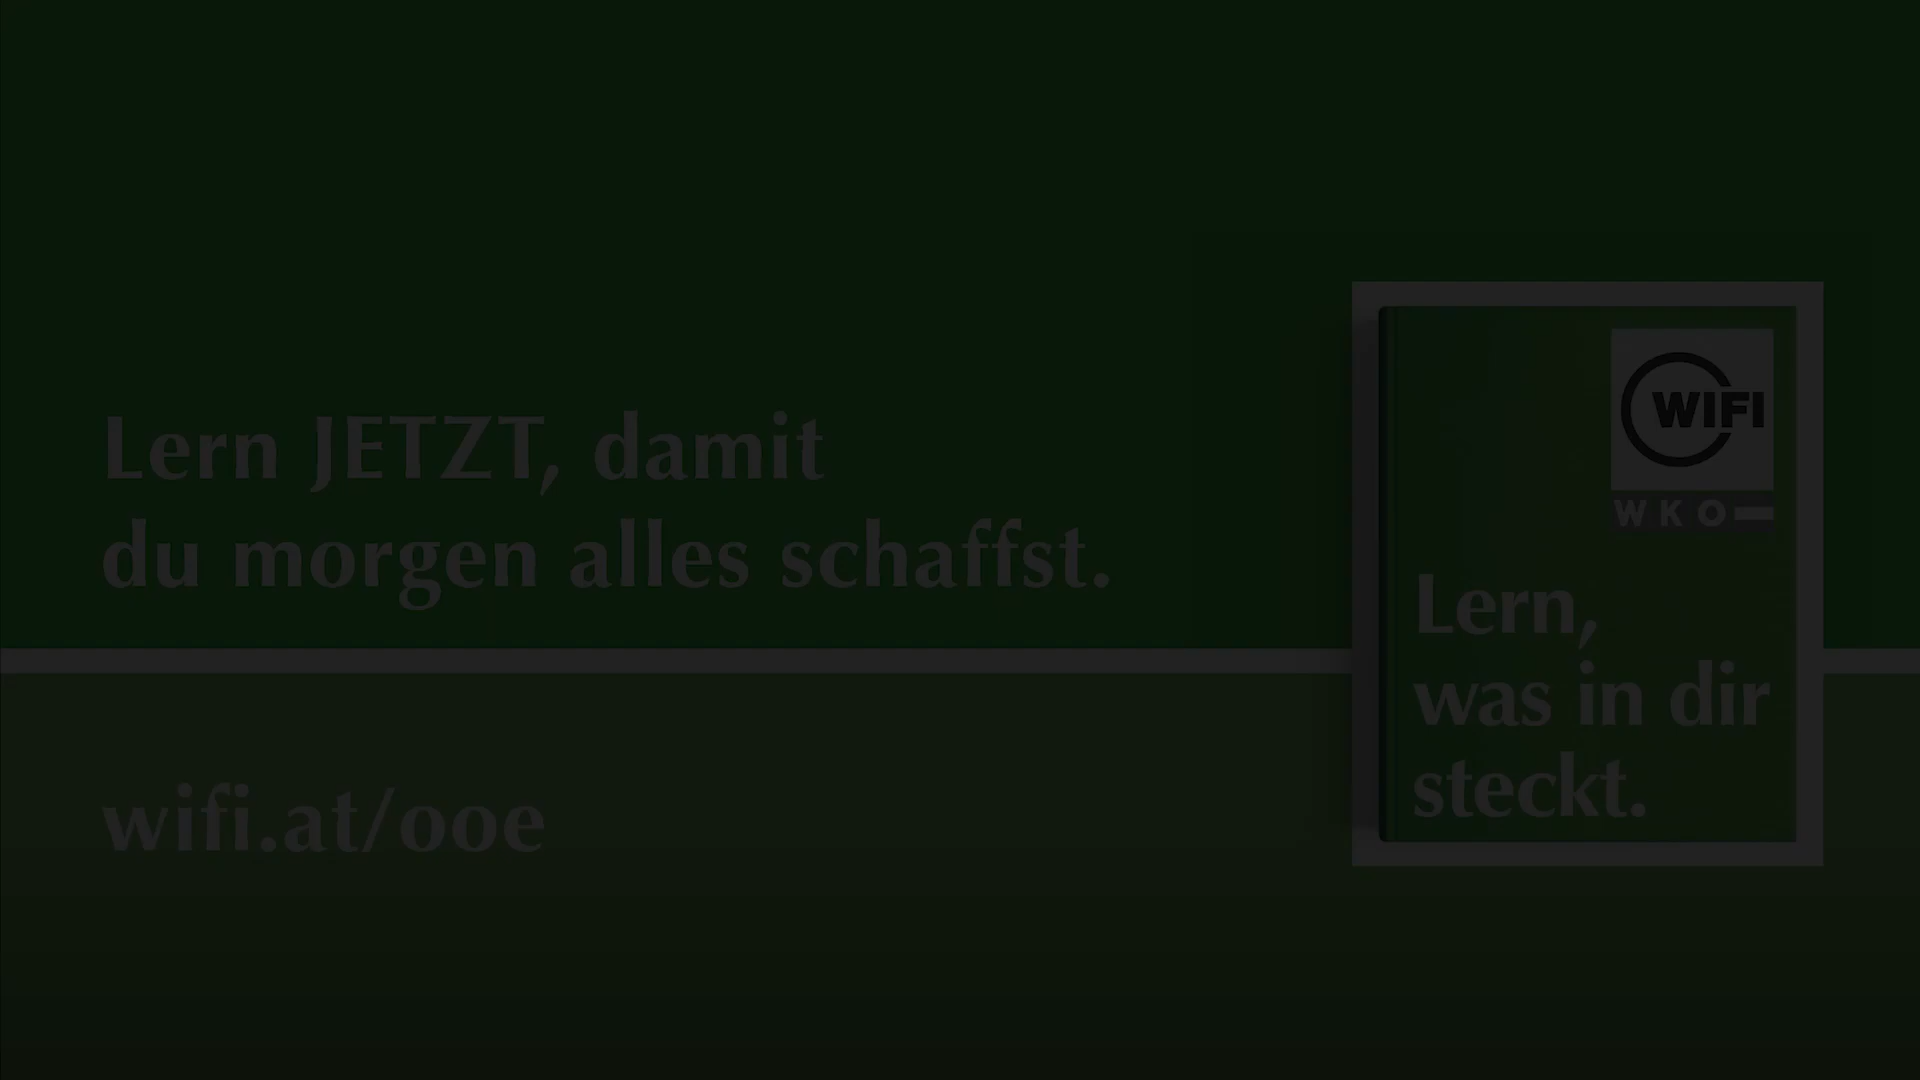 Lern JETZT, damit
du morgen alles schaffst.
wifi.at/ooe
WIFI
WKO
Lern,
was in dir
steckt.